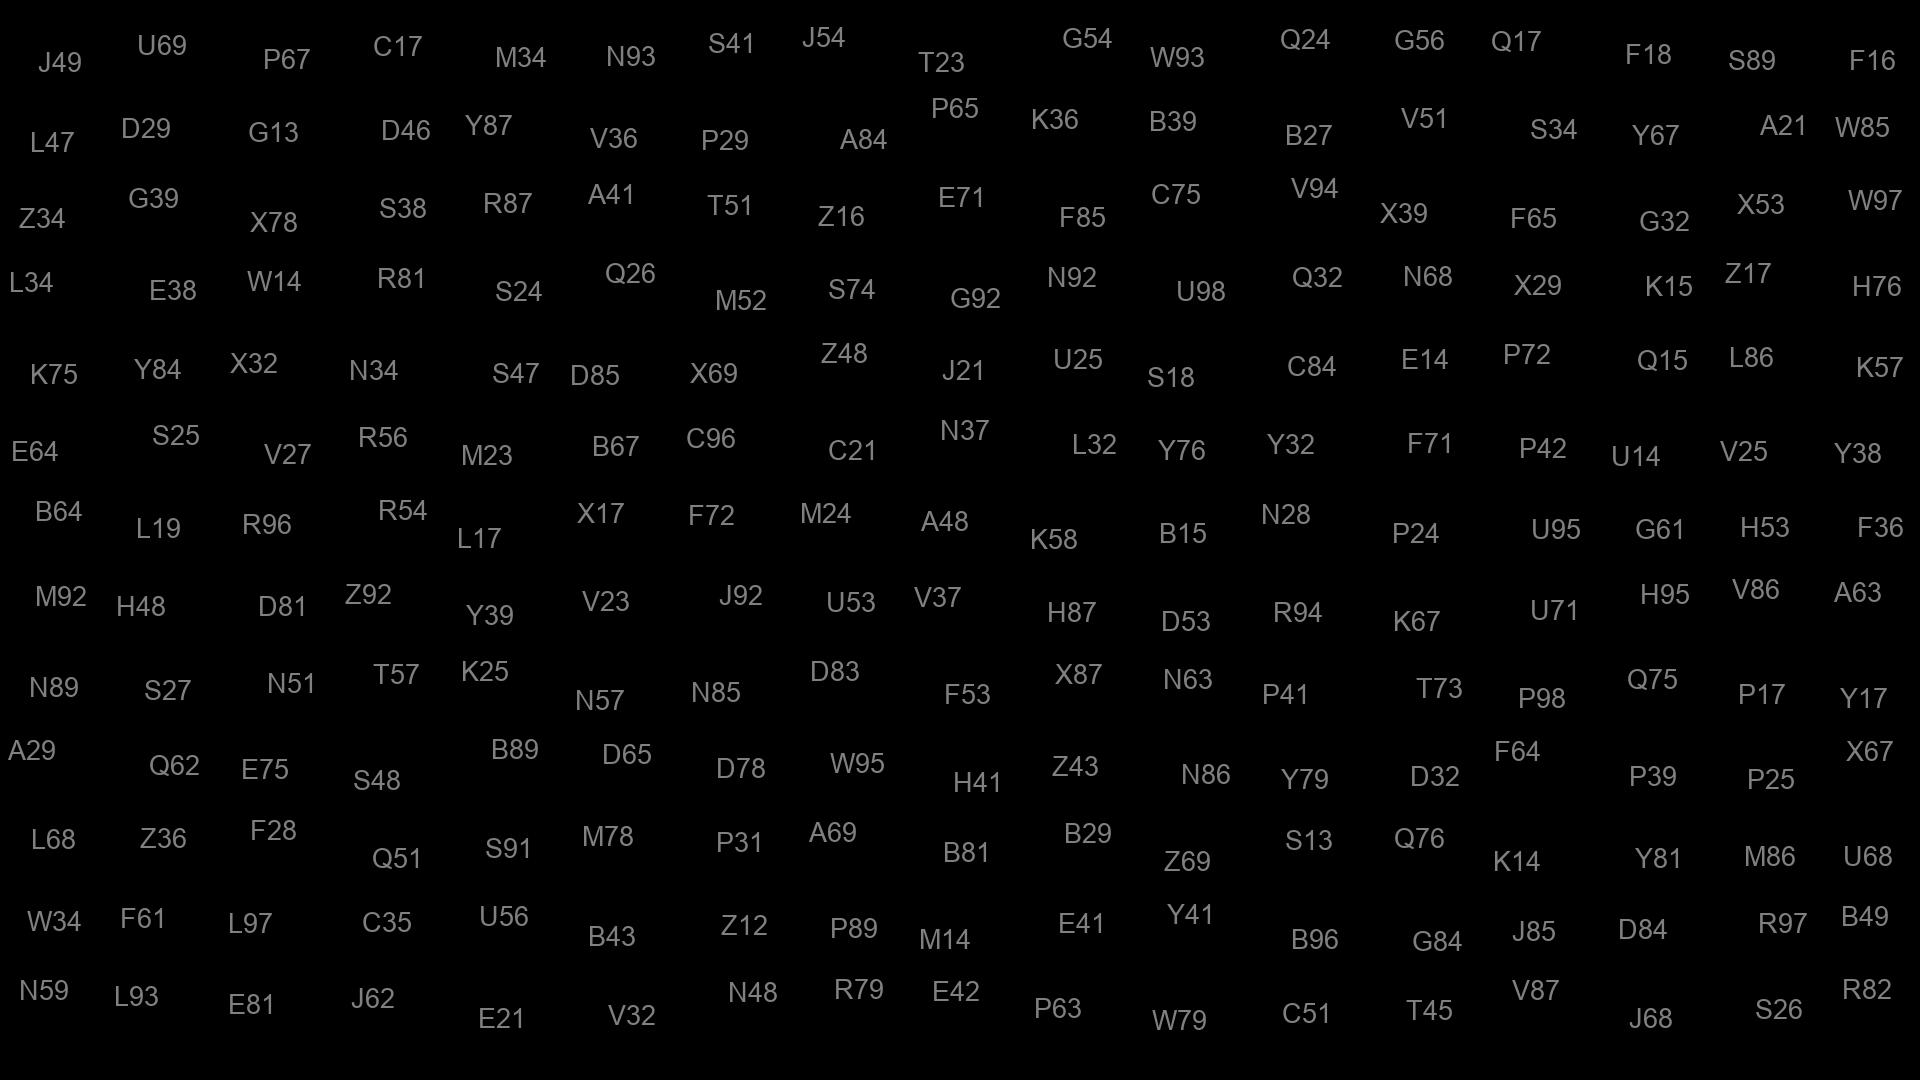 J49 U69 P67 C17 M34 N93 S41 J54 T23 G54 W93 Q24 G56 Q17 F18 S89 F16
L47 D29 G13 D46 Y87 V36 P29 A84 P65 K36 B39 B27 V51 S34 Y67 A21 W85
Z34 G39 X78 S38 R87 A41 T51 Z16 E71 F85 C75 V94 X39 F65 G32 X53 W97
L34 E38 W14 R81 S24 Q26 M52 S74 G92 N92 U98 Q32 N68 X29 K15 Z17 H76
K75 Y84 X32 N34 S47 D85 X69 Z48 J21 U25 S18 C84 E14 P72 Q15 L86 K57
E64 S25 V27 R56 M23 B67 C96 C21 N37 L32 Y76 Y32 F71 P42 U14 V25 Y38
B64 L19 R96 R54 L17 X17 F72 M24 A48 K58 B15 N28 P24 U95 G61 H53 F36
M92 H48 D81 Z92 Y39 V23 J92 U53 V37 H87 D53 R94 K67 U71 H95 V86 A63
N89 S27 N51 T57 K25 N57 N85 D83 F53 X87 N63 P41 T73 P98 Q75 P17 Y17
A29 Q62 E75 S48 B89 D65 D78 W95 H41 Z43 N86 Y79 D32 F64 P39 P25 X67
L68 Z36 F28 Q51 S91 M78 P31 A69 B81 B29 Z69 S13 Q76 K14 Y81 M86 U68
W34 F61 L97 C35 U56 B43 Z12 P89 M14 E41 Y41 B96 G84 J85 D84 R97 B49
N59 L93 E81 J62 E21 V32 N48 R79 E42 P63 W79 C51 T45 V87 J68 S26 R82